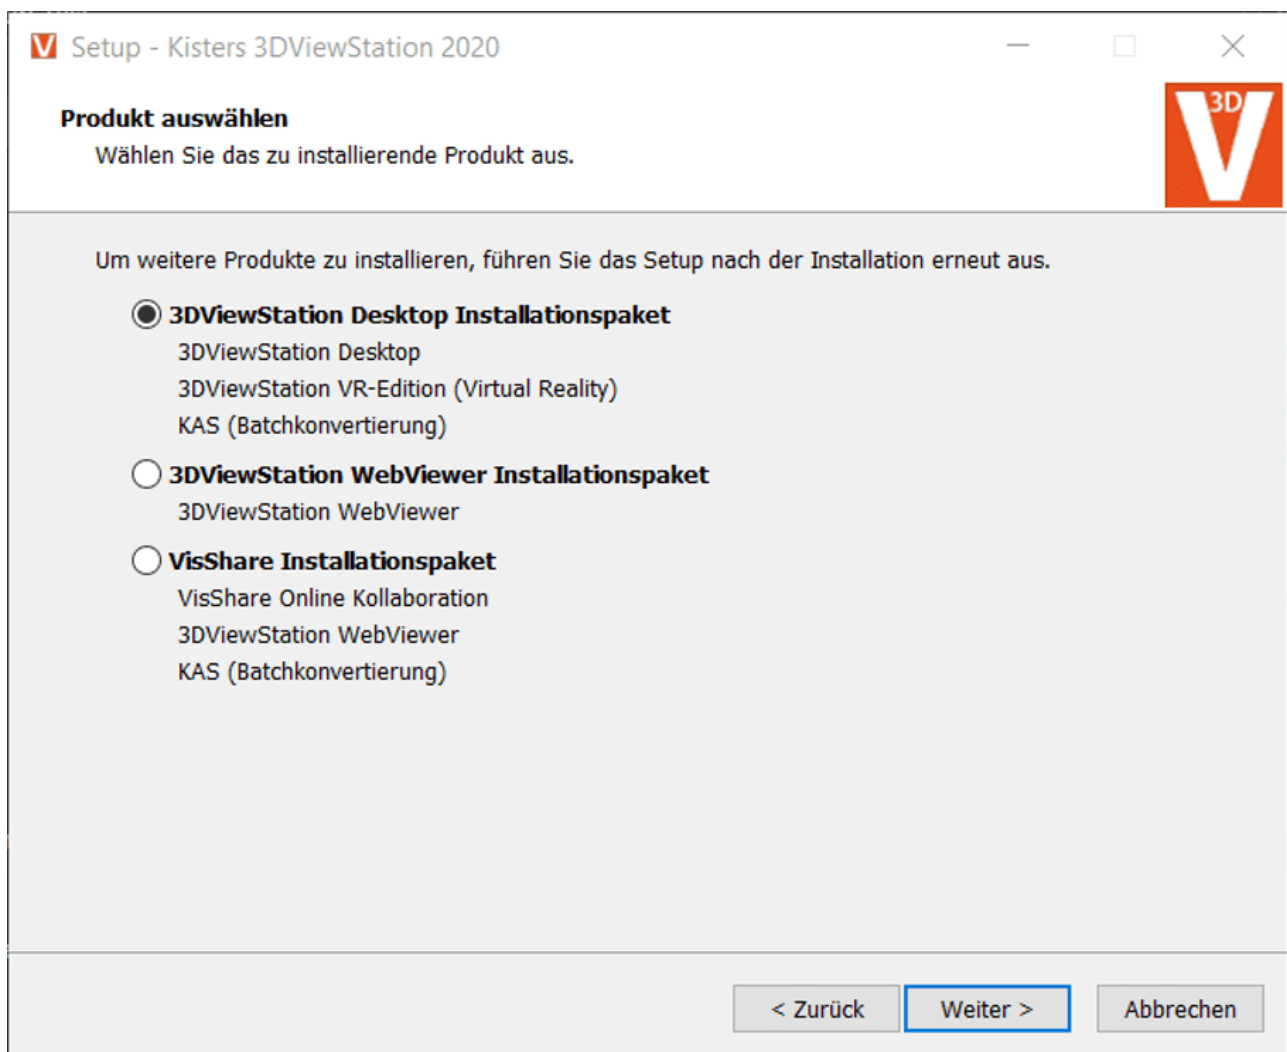 Setup - Kisters 3DViewStation 2020
Produkt auswählen
Wählen Sie das zu installierende Produkt aus.
3D
V
Um weitere Produkte zu installieren, führen Sie das Setup nach der Installation erneut aus.
3DViewStation Desktop Installationspaket
3DViewStation Desktop
3DViewStation VR-Edition (Virtual Reality)
KAS (Batchkonvertierung)
3DViewStation WebViewer Installationspaket
3DViewStation WebViewer
VisShare Installationspaket
VisShare Online Kollaboration
3DViewStation WebViewer
KAS (Batchkonvertierung)
< Zurück
Weiter >
Abbrechen